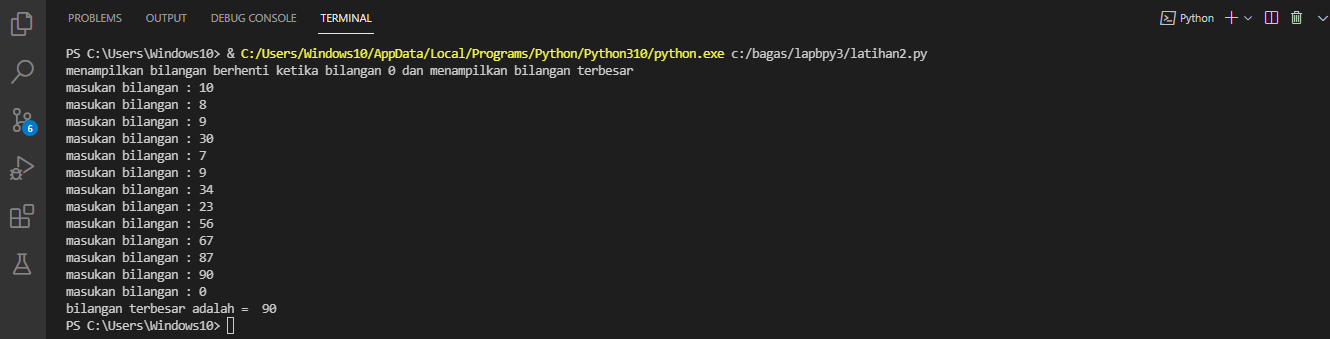 PROBLEMS OUTPUT DEBUG CONSOLE TERMINAL Python
PS C:\Users\Windows10> & C:/Users/Windows10/AppData/Local/Programs/Python/Python310/python.exe c:/bagas/lapbpy3/latihan2.py
menampilkan bilangan berhenti ketika bilangan 0 dan menampilkan bilangan terbesar
masukan bilangan : 10
masukan bilangan : 8
masukan bilangan : 9
masukan bilangan : 30
masukan bilangan : 7
masukan bilangan : 9
masukan bilangan : 34
masukan bilangan : 23
masukan bilangan : 56
masukan bilangan : 67
masukan bilangan : 87
masukan bilangan : 90
masukan bilangan : 0
bilangan terbesar adalah =  90
PS C:\Users\Windows10>
6